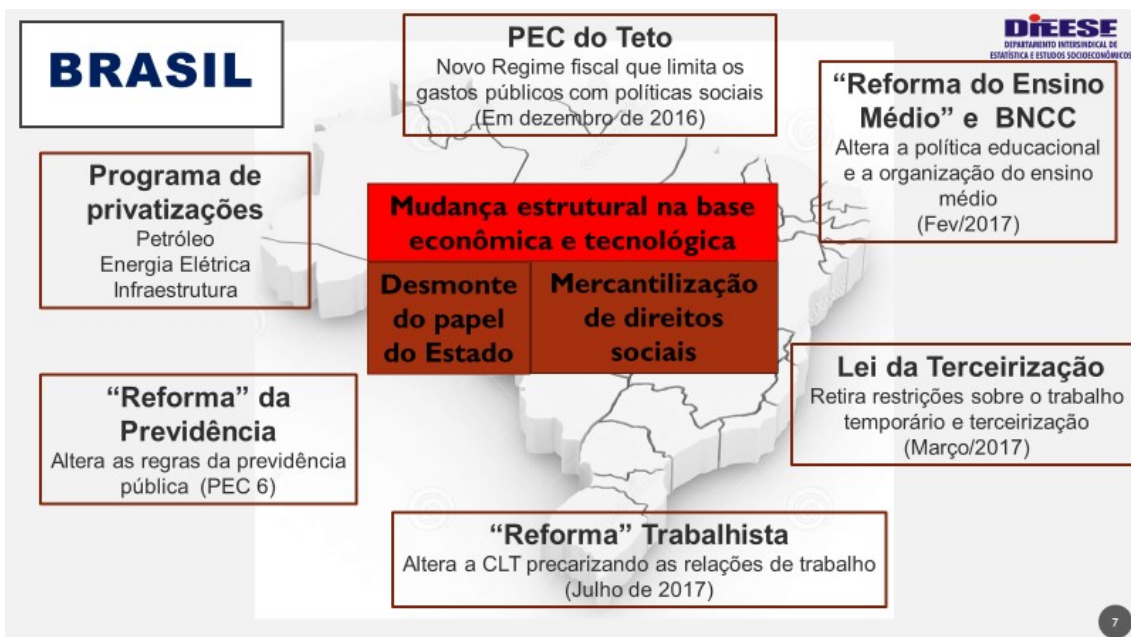 BRASIL
PEC do Teto
Novo Regime fiscal que limita os
gastos públicos com políticas sociais
(Em dezembro de 2016)
DIEESE
DEPARTAMENTO INTERSINDICAL DE
ESTATÍSTICA E ESTUDOS SOCIOECONÔMICOS
“Reforma do Ensino
Médio” e BNCC
Altera a política educacional
e a organização do ensino
médio
(Fev/2017)
Programa de
privatizações
Petróleo
Energia Elétrica
Infraestrutura
Mudança estrutural na base
econômica e tecnológica
Desmonte
do papel
do Estado
Mercantilização
de direitos
sociais
Lei da Terceirização
Retira restrições sobre o trabalho
temporário e terceirização
(Março/2017)
“Reforma” da
Previdência
Altera as regras da previdência
pública (PEC 6)
“Reforma” Trabalhista
Altera a CLT precarizando as relações de trabalho
(Julho de 2017)
7